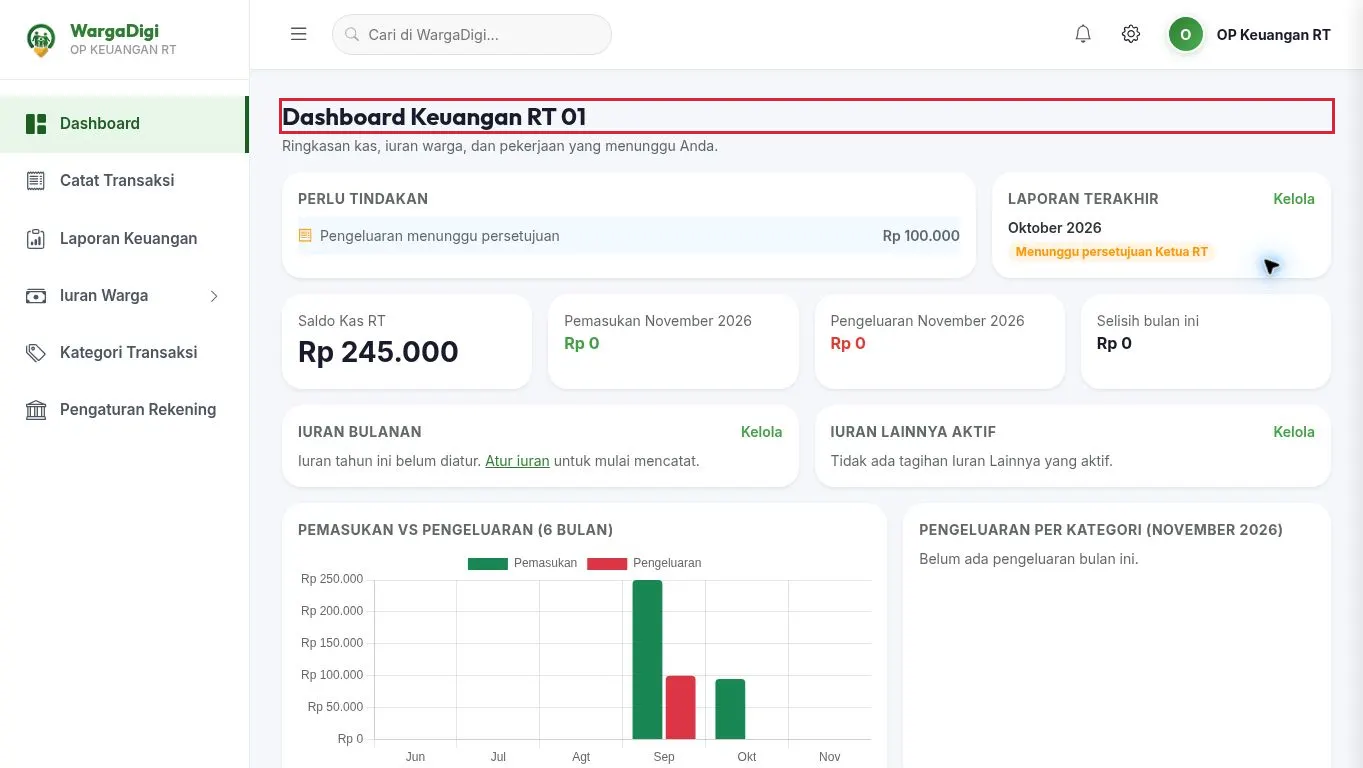 WargaDigi
OP KEUANGAN RT
Cari di WargaDigi...
O
OP Keuangan RT
Dashboard
Catat Transaksi
Laporan Keuangan
Iuran Warga
Kategori Transaksi
Pengaturan Rekening
Dashboard Keuangan RT 01
Ringkasan kas, iuran warga, dan pekerjaan yang menunggu Anda.
PERLU TINDAKAN
Pengeluaran menunggu persetujuan Rp 100.000
LAPORAN TERAKHIR Kelola
Oktober 2026
Menunggu persetujuan Ketua RT
Saldo Kas RT
Rp 245.000
Pemasukan November 2026
Rp 0
Pengeluaran November 2026
Rp 0
Selisih bulan ini
Rp 0
IURAN BULANAN Kelola
Iuran tahun ini belum diatur. Atur iuran untuk mulai mencatat.
IURAN LAINNYA AKTIF Kelola
Tidak ada tagihan Iuran Lainnya yang aktif.
PEMASUKAN VS PENGELUARAN (6 BULAN)
Pemasukan Pengeluaran
Rp 250.000
Rp 200.000
Rp 150.000
Rp 100.000
Rp 50.000
Rp 0
Jun Jul Agt Sep Okt Nov
PENGELUARAN PER KATEGORI (NOVEMBER 2026)
Belum ada pengeluaran bulan ini.